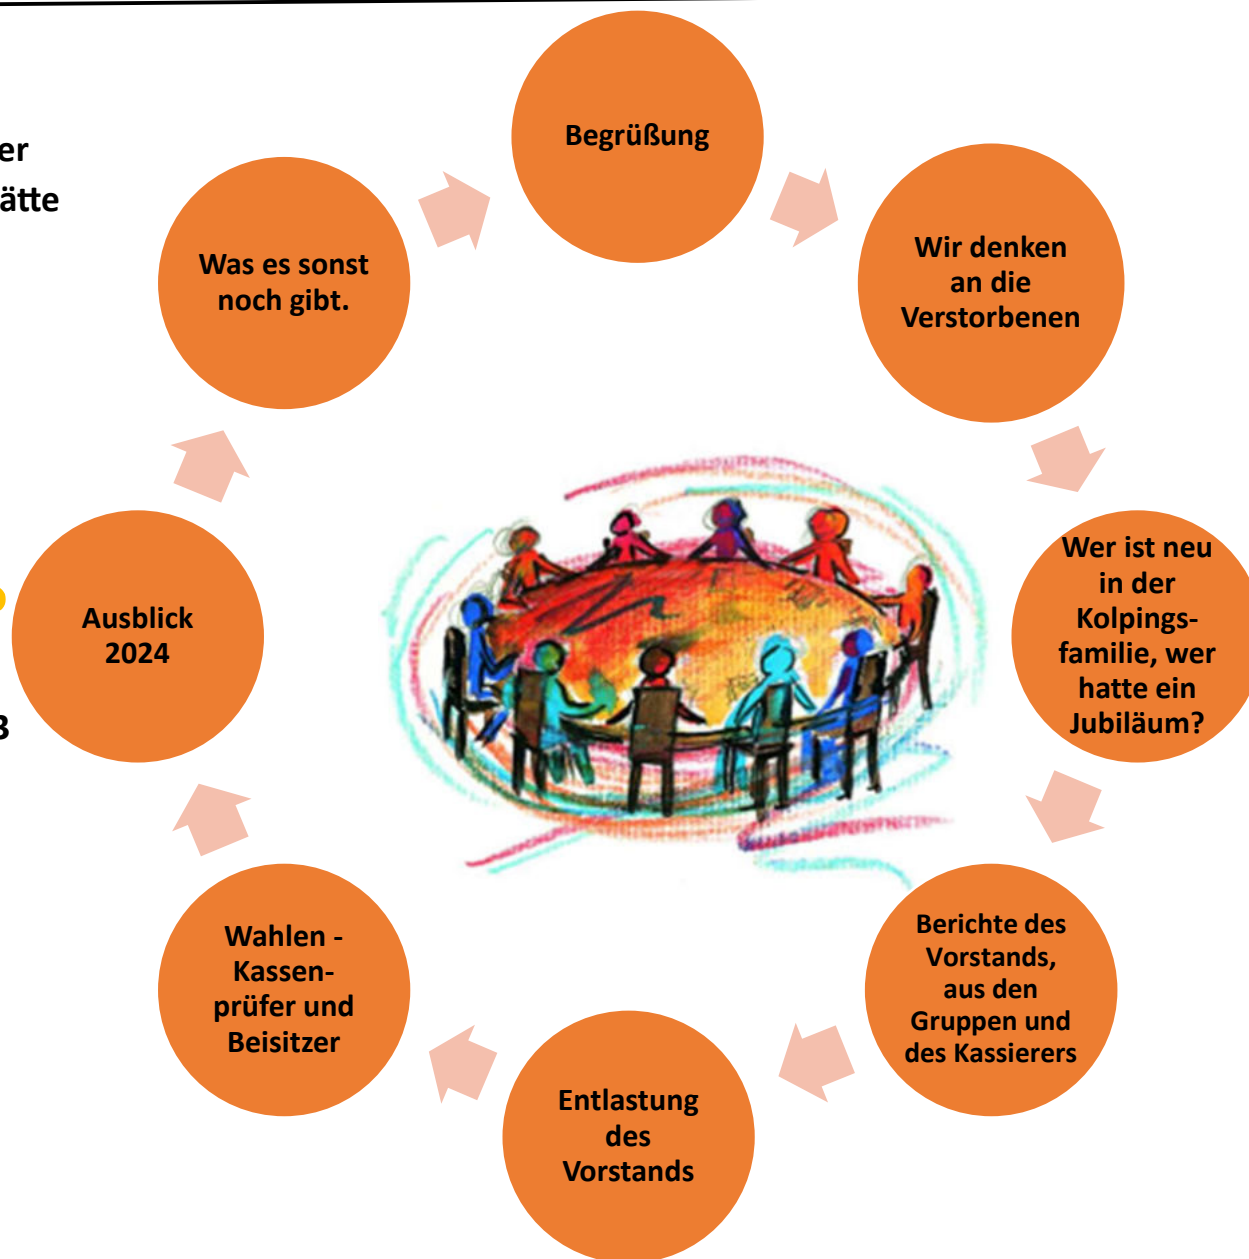 er
ätte
3
Begrüßung
Wir denken
an die
Verstorbenen
Wer ist neu
in der
Kolpings-
familie, wer
hatte ein
Jubiläum?
Berichte des
Vorstands,
aus den
Gruppen und
des Kassierers
Entlastung
des
Vorstands
Wahlen -
Kassen-
prüfer und
Beisitzer
Ausblick
2024
Was es sonst
noch gibt.